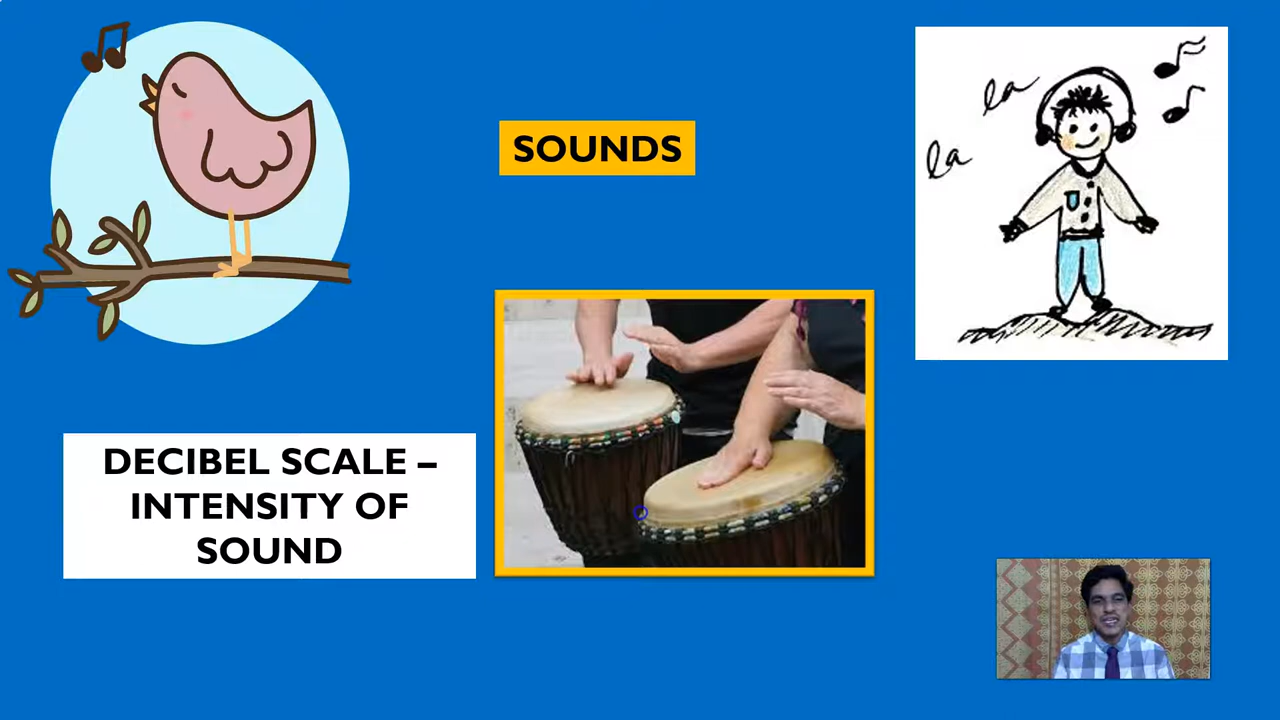 SOUNDS
la
la
DECIBEL SCALE –
INTENSITY OF
SOUND